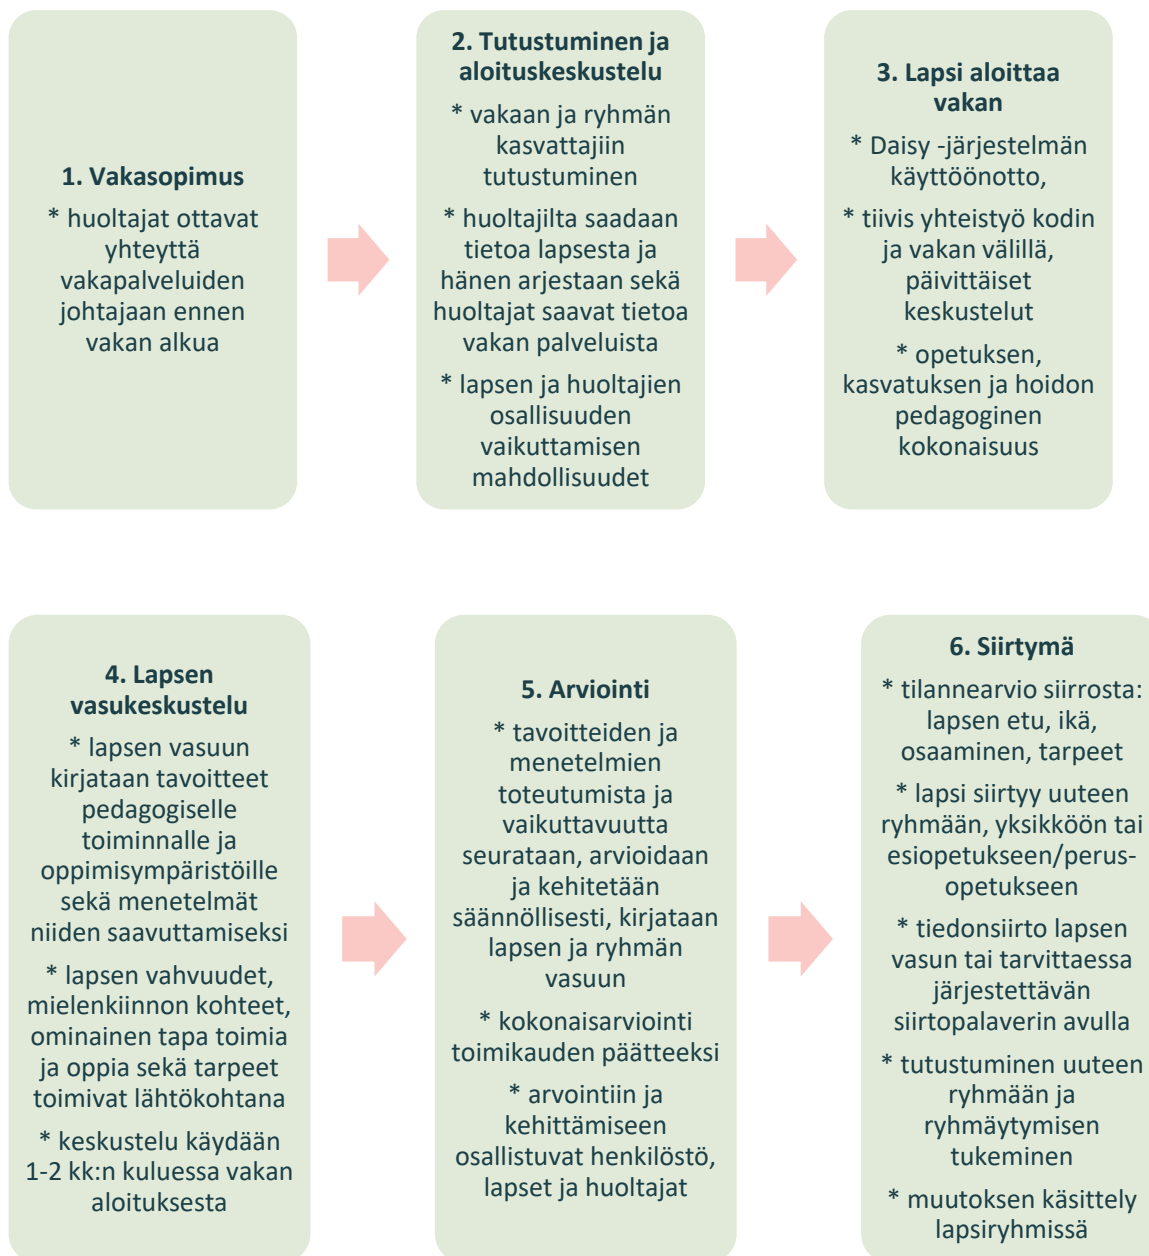 1. Vakasopimus
* huoltajat ottavat
yhteyttä
vakapalveluiden
johtajaan ennen
vakan alkua
2. Tutustuminen ja
aloituskeskustelu
* vakaan ja ryhmän
kasvattajiin
tutustuminen
* huoltajilta saadaan
tietoa lapsesta ja
hänen arjestaan sekä
huoltajat saavat tietoa
vakan palveluista
* lapsen ja huoltajien
osallisuuden
vaikuttamisen
mahdollisuudet
3. Lapsi aloittaa
vakan
* Daisy -järjestelmän
käyttöönotto,
* tiivis yhteistyö kodin
ja vakan välillä,
päivittäiset
keskustelut
* opetuksen,
kasvatuksen ja hoidon
pedagoginen
kokonaisuus
4. Lapsen
vasukeskustelu
* lapsen vasuun
kirjataan tavoitteet
pedagogiselle
toiminnalle ja
oppimisympäristöille
sekä menetelmät
niiden saavuttamiseksi
* lapsen vahvuudet,
mielenkiinnon kohteet,
ominainen tapa toimia
ja oppia sekä tarpeet
toimivat lähtökohtana
* keskustelu käydään
1-2 kk:n kuluessa vakan
aloituksesta
5. Arviointi
* tavoitteiden ja
menetelmien
toteutumista ja
vaikuttavuutta
seurataan, arvioidaan
ja kehitetään
säännöllisesti, kirjataan
lapsen ja ryhmän
vasuun
* kokonaisarviointi
toimikauden päätteeksi
* arvointiin ja
kehittämiseen
osallistuvat henkilöstö,
lapset ja huoltajat
6. Siirtymä
* tilannearvio siirrosta:
lapsen etu, ikä,
osaaminen, tarpeet
* lapsi siirtyy uuteen
ryhmään, yksikköön tai
esiopetukseen/perus-
opetukseen
* tiedonsiirto lapsen
vasun tai tarvittaessa
järjestettävän
siirtopalaverin avulla
* tutustuminen uuteen
ryhmään ja
ryhmäytymisen
tukeminen
* muutoksen käsittely
lapsiryhmissä